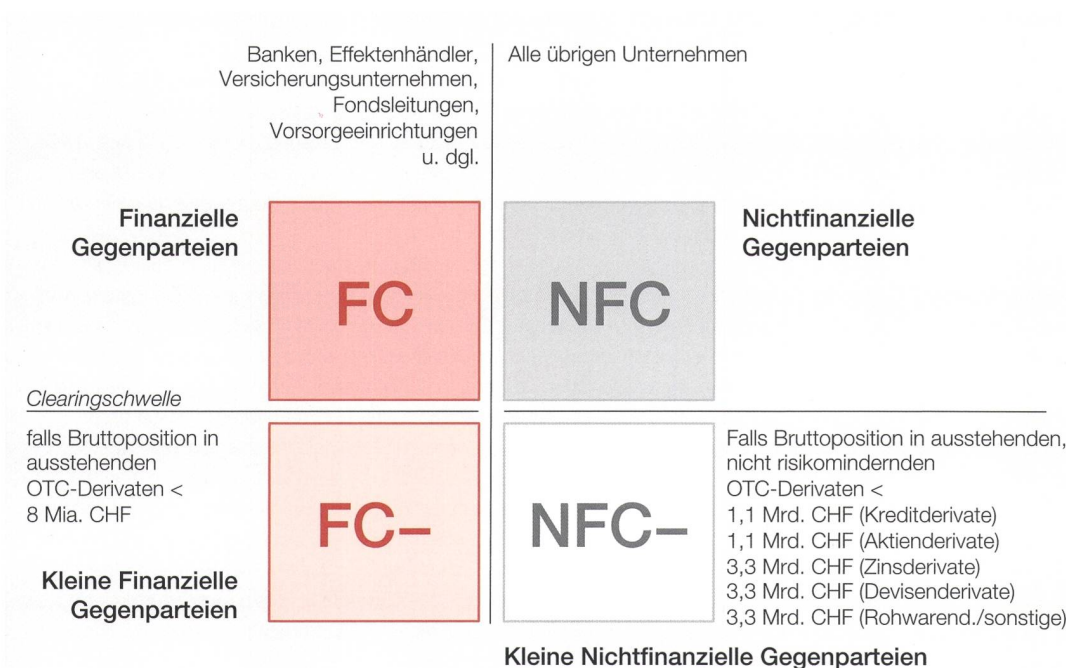 Banken, Effektenhändler,
Versicherungsunternehmen,
Fondsleitungen,
Vorsorgeeinrichtungen
u. dgl.
Alle übrigen Unternehmen
Finanzielle
Gegenparteien
FC
NFC
Nichtfinanzielle
Gegenparteien
Clearingschwelle
falls Bruttoposition in
ausstehenden
OTC-Derivaten <
8 Mia. CHF
Kleine Finanzielle
Gegenparteien
FC–
NFC–
Falls Bruttoposition in ausstehenden,
nicht risikomindernden
OTC-Derivaten <
1,1 Mrd. CHF (Kreditderivate)
1,1 Mrd. CHF (Aktienderivate)
3,3 Mrd. CHF (Zinsderivate)
3,3 Mrd. CHF (Devisenderivate)
3,3 Mrd. CHF (Rohwarend./sonstige)
Kleine Nichtfinanzielle Gegenparteien